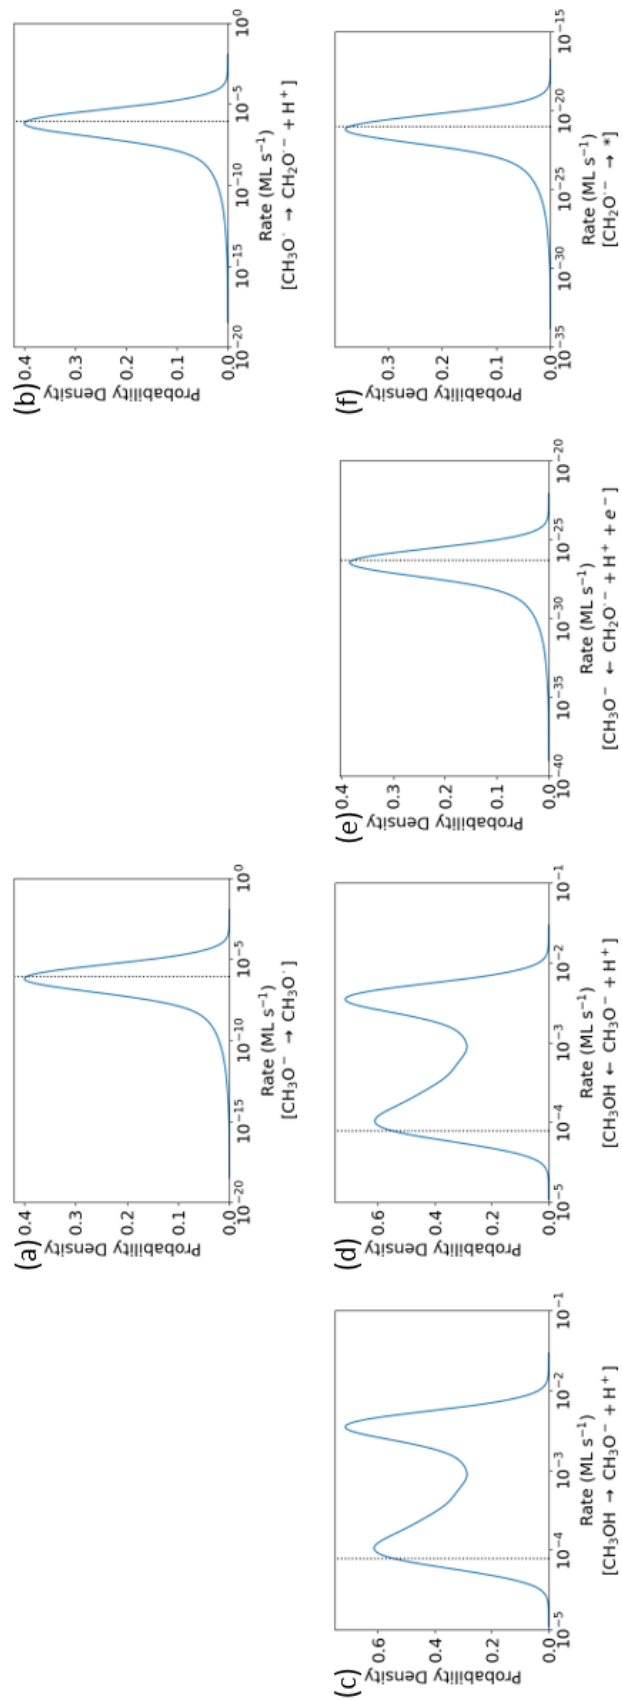 (a)
Probability Density
0.4
0.3
0.2
0.1
0.0
10⁻²⁰ 10⁻¹⁵ 10⁻¹⁰ 10⁻⁵ 10⁰
Rate (ML s⁻¹)
[CH₃O⁻ → CH₃O˙]
(b)
Probability Density
0.4
0.3
0.2
0.1
0.0
10⁻²⁰ 10⁻¹⁵ 10⁻¹⁰ 10⁻⁵ 10⁰
Rate (ML s⁻¹)
[CH₃O˙ → CH₂O˙⁻ + H⁺]
(c)
Probability Density
0.6
0.4
0.2
0.0
10⁻⁵ 10⁻⁴ 10⁻³ 10⁻² 10⁻¹
Rate (ML s⁻¹)
[CH₃OH → CH₃O⁻ + H⁺]
(d)
Probability Density
0.6
0.4
0.2
0.0
10⁻⁵ 10⁻⁴ 10⁻³ 10⁻² 10⁻¹
Rate (ML s⁻¹)
[CH₃OH ← CH₃O⁻ + H⁺]
(e)
Probability Density
0.4
0.3
0.2
0.1
0.0
10⁻⁴⁰ 10⁻³⁵ 10⁻³⁰ 10⁻²⁵ 10⁻²⁰
Rate (ML s⁻¹)
[CH₃O⁻ ← CH₂O˙⁻ + H⁺ + e⁻]
(f)
Probability Density
0.3
0.2
0.1
0.0
10⁻³⁵ 10⁻³⁰ 10⁻²⁵ 10⁻²⁰ 10⁻¹⁵
Rate (ML s⁻¹)
[CH₂O˙⁻ → *]